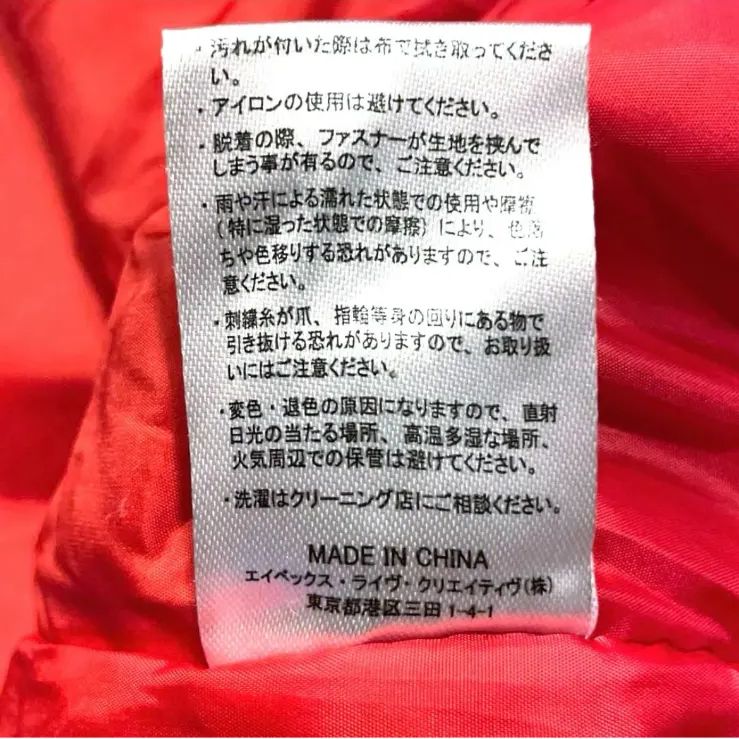 ・汚れが付いた際は布で拭き取ってくださ
い。
・アイロンの使用は避けてください。
・脱着の際、ファスナーが生地を挟んで
しまう事が有るので、ご注意ください。
・雨や汗による濡れた状態での使用や摩擦
(特に湿った状態での摩擦)により、色落
ちや色移りする恐れがありますので、ご注
意ください。
・刺繍糸が爪、指輪等身の回りにある物で
引き抜ける恐れがありますので、お取り扱
いにはご注意ください。
・変色・退色の原因になりますので、直射
日光の当たる場所、高温多湿な場所、
火気周辺での保管は避けてください。
・洗濯はクリーニング店にご相談ください。
MADE IN CHINA
エイベックス・ライヴ・クリエイティヴ(株)
東京都港区三田1-4-1